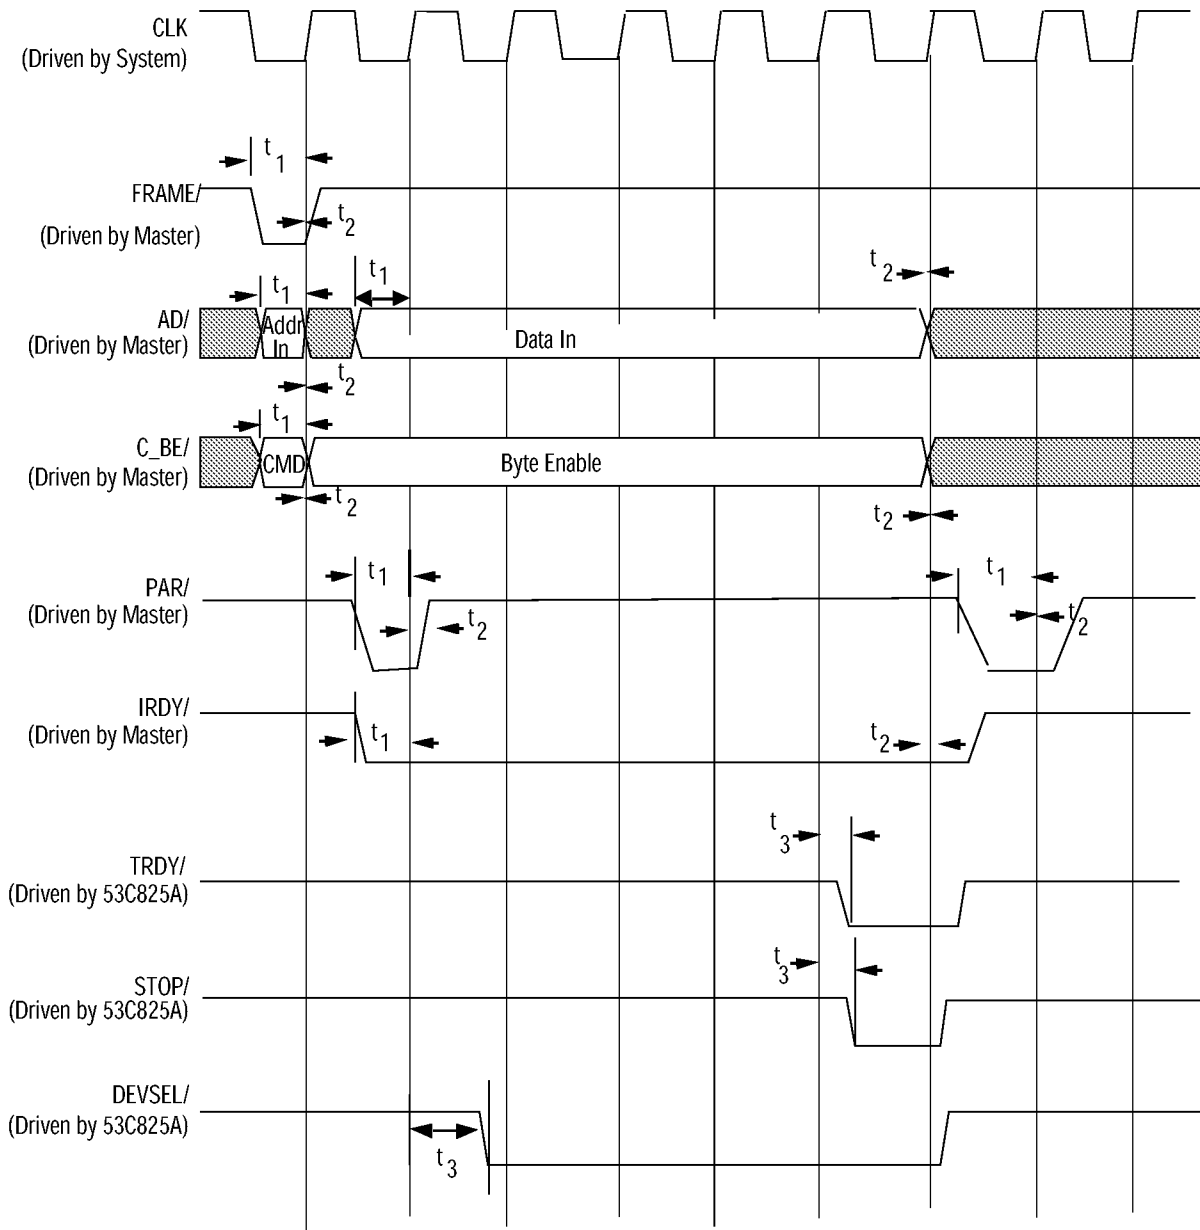 CLK
(Driven by System)
t1
FRAME/
(Driven by Master)
t2
t2
t1
t1
AD/
(Driven by Master)
Addr
In
Data In
t2
t1
C_BE/
(Driven by Master)
CMD
Byte Enable
t2
t2
t1
t1
PAR/
(Driven by Master)
t2
t2
IRDY/
(Driven by Master)
t1
t2
t3
TRDY/
(Driven by 53C825A)
t3
STOP/
(Driven by 53C825A)
DEVSEL/
(Driven by 53C825A)
t3